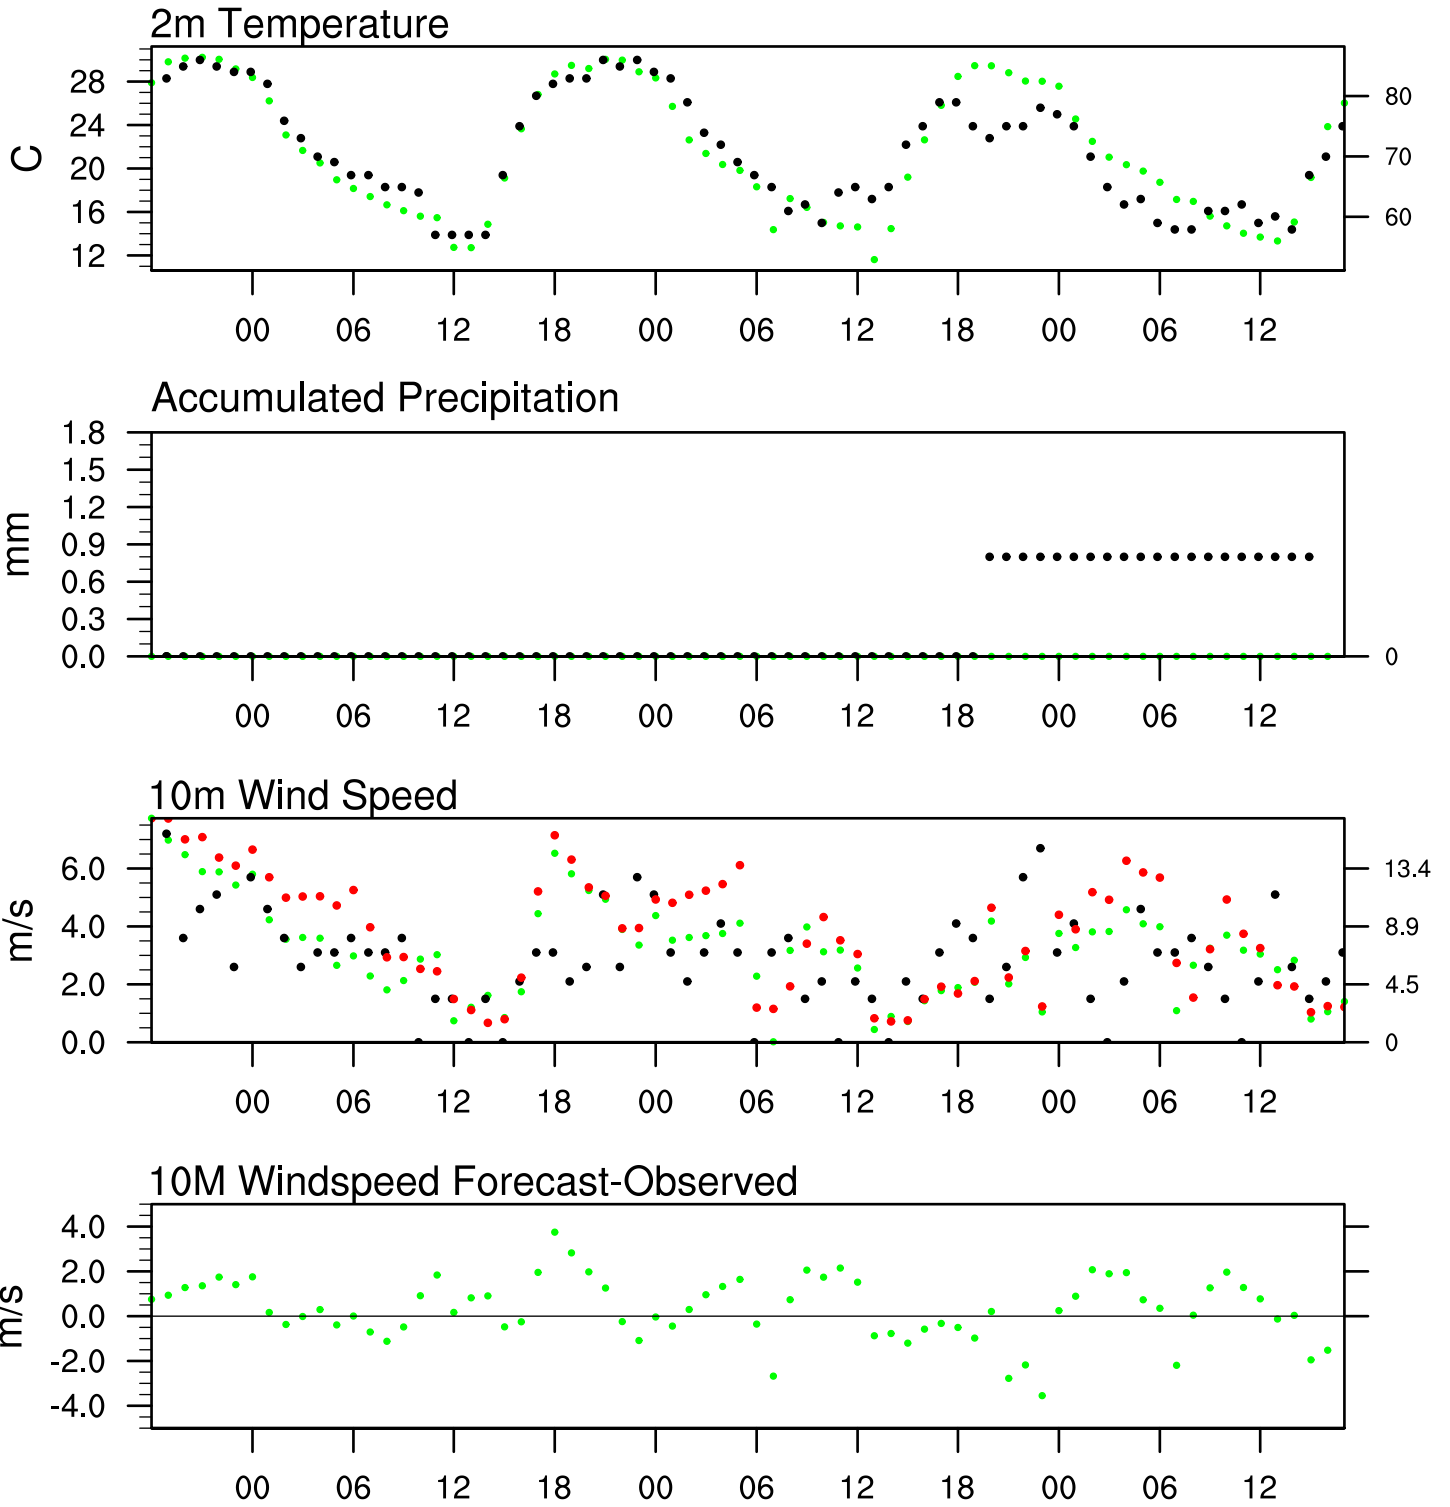 2m Temperature
28
24
20
16
12
C
80
70
60
00 06 12 18 00 06 12 18 00 06 12
Accumulated Precipitation
1.8
1.5
1.2
0.9
0.6
0.3
0.0
mm
0
00 06 12 18 00 06 12 18 00 06 12
10m Wind Speed
6.0
4.0
2.0
0.0
m/s
13.4
8.9
4.5
0
00 06 12 18 00 06 12 18 00 06 12
10M Windspeed Forecast-Observed
4.0
2.0
0.0
-2.0
-4.0
m/s
00 06 12 18 00 06 12 18 00 06 12